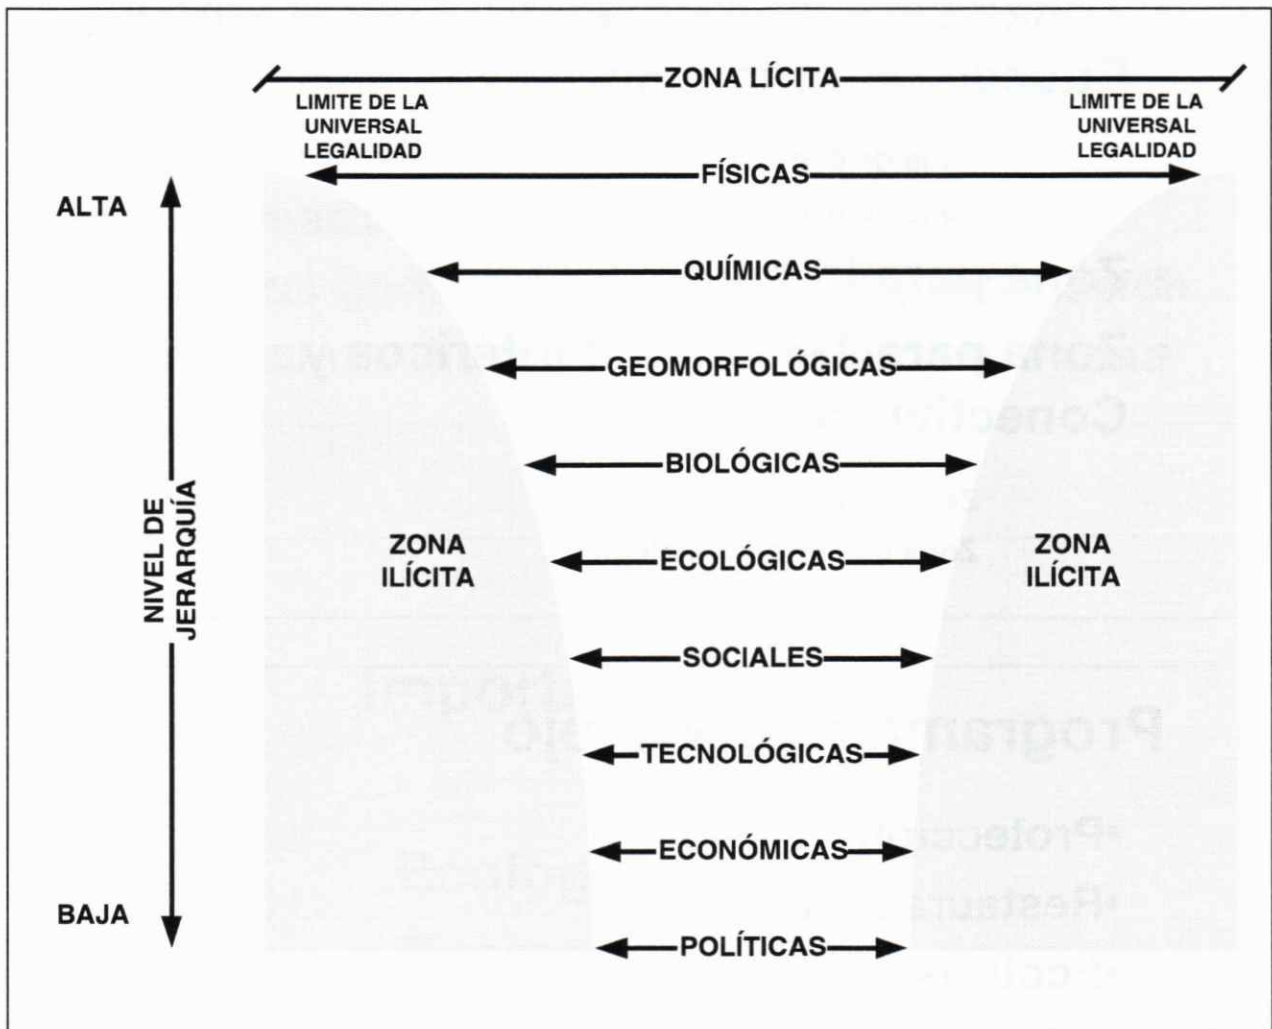 ZONA LÍCITA
LIMITE DE LA
UNIVERSAL
LEGALIDAD
LIMITE DE LA
UNIVERSAL
LEGALIDAD
FÍSICAS
ALTA
QUÍMICAS
GEOMORFOLÓGICAS
BIOLÓGICAS
NIVEL DE
JERARQUÍA
ZONA
ILÍCITA
ECOLÓGICAS
ZONA
ILÍCITA
SOCIALES
TECNOLÓGICAS
ECONÓMICAS
BAJA
POLÍTICAS